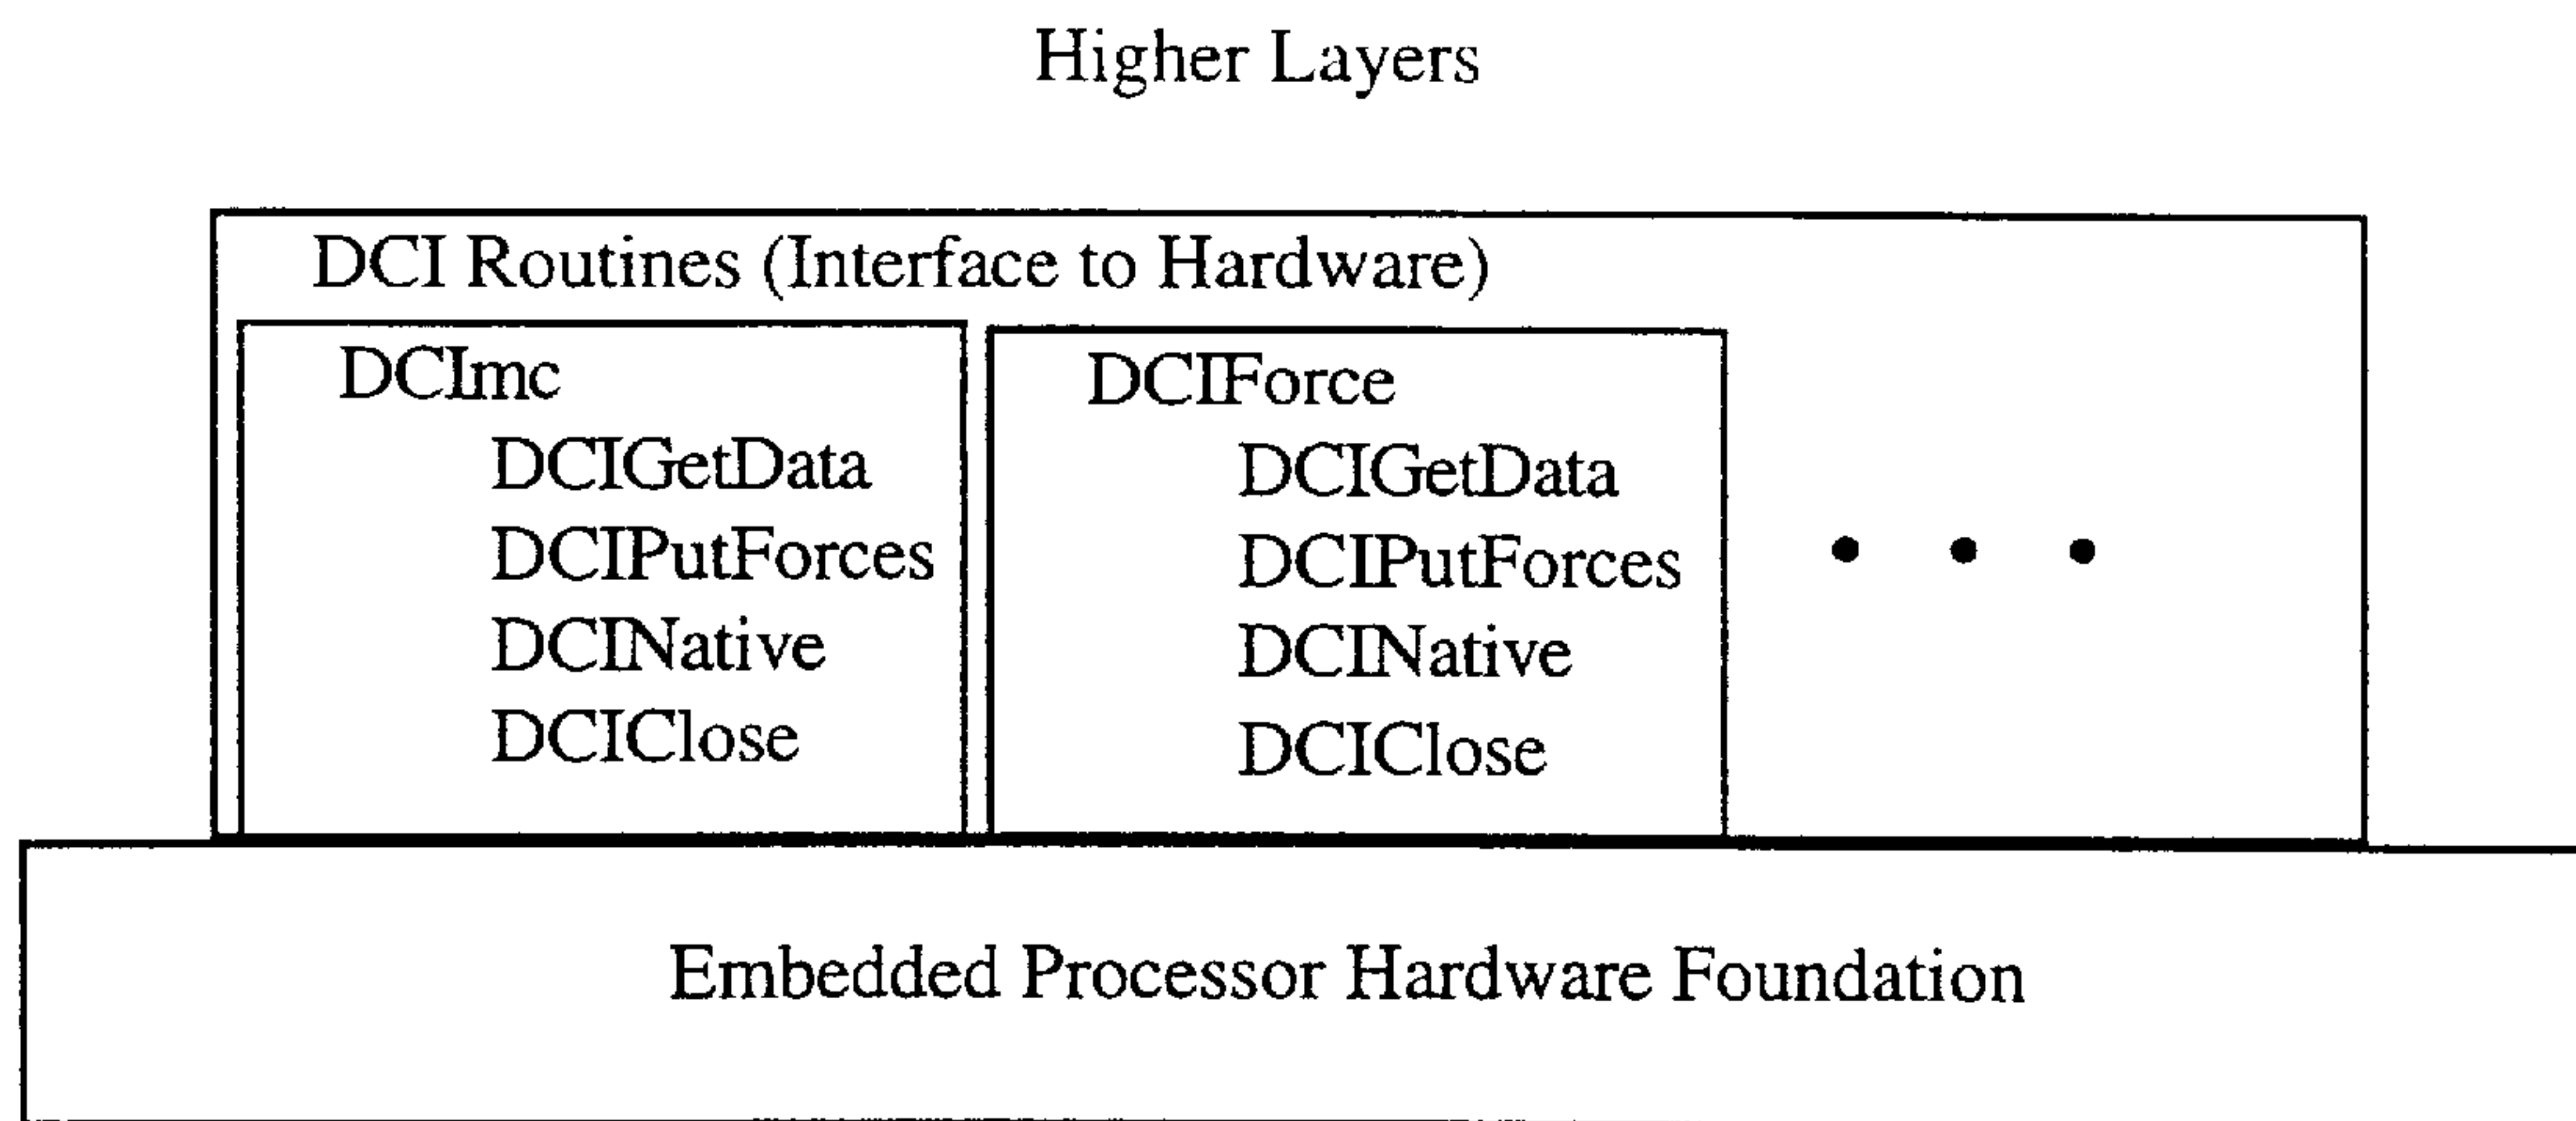 Higher Layers
DCI Routines (Interface to Hardware)
DCImc
DCIGetData
DCIPutForces
DCINative
DCIClose
DCIForce
DCIGetData
DCIPutForces
DCINative
DCIClose
• • •
Embedded Processor Hardware Foundation